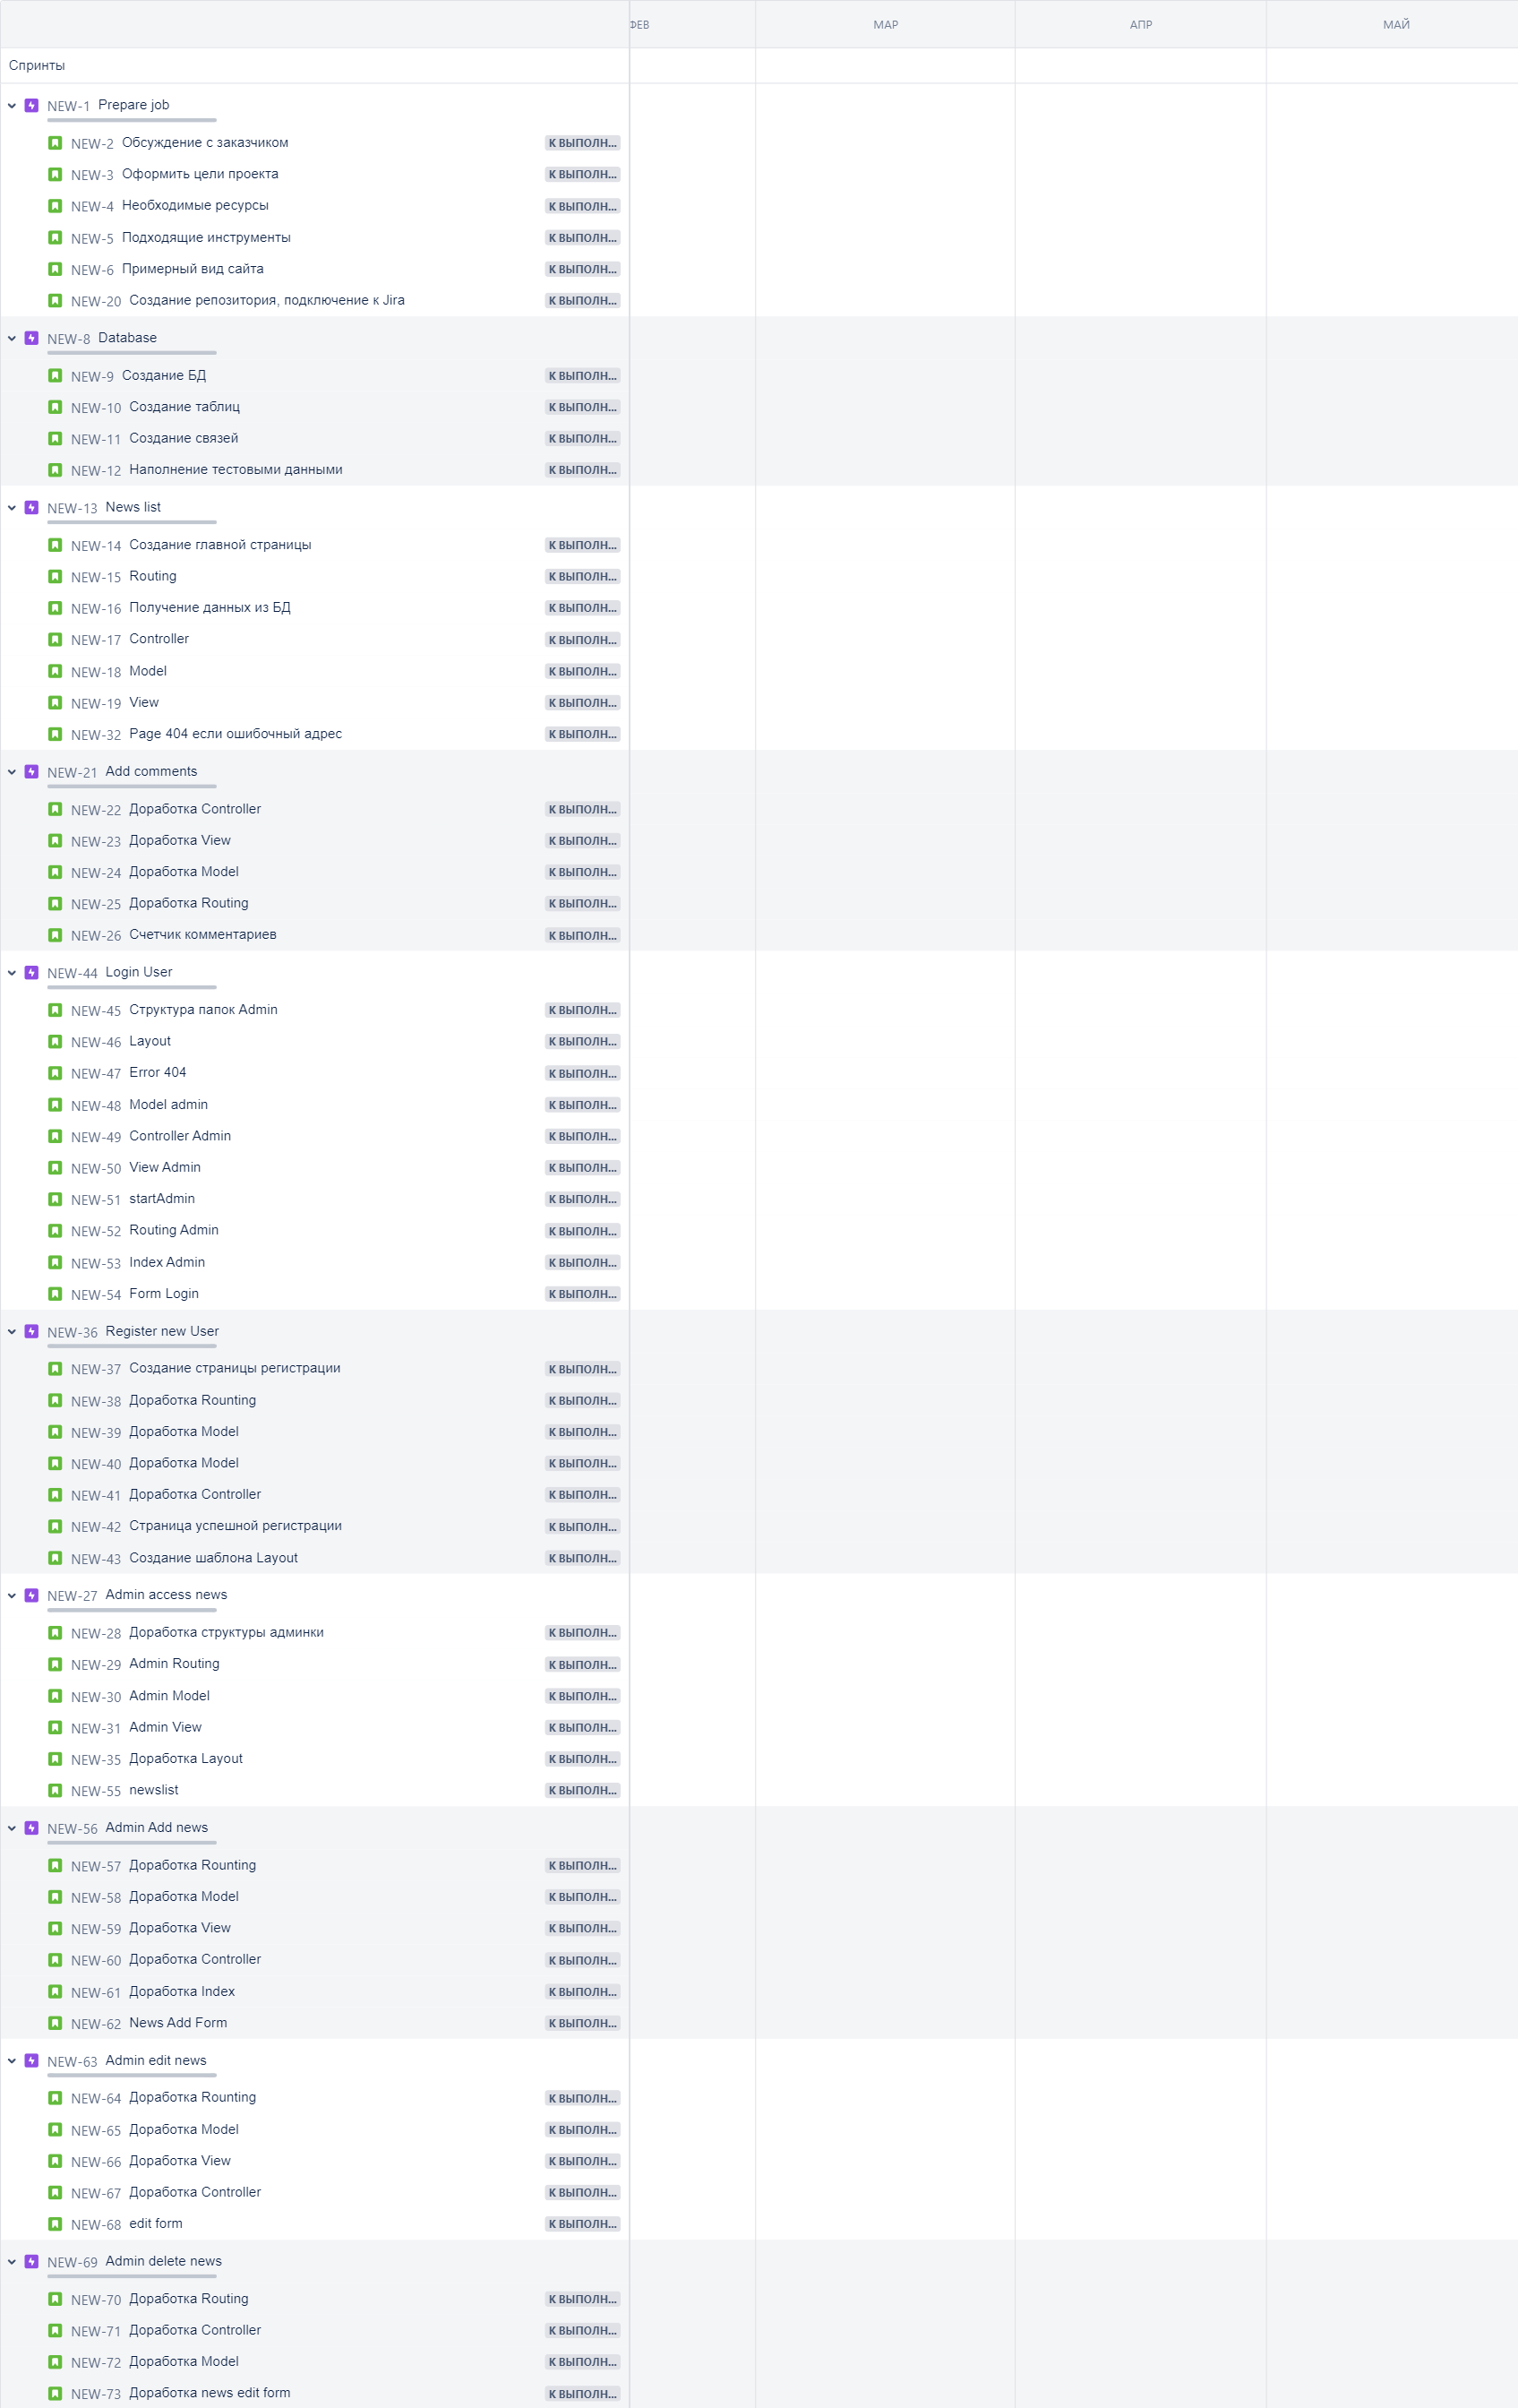 ФЕВ МАР АПР МАЙ
Спринты
NEW-1 Prepare job
NEW-2 Обсуждение с заказчиком К ВЫПОЛН...
NEW-3 Оформить цели проекта К ВЫПОЛН...
NEW-4 Необходимые ресурсы К ВЫПОЛН...
NEW-5 Подходящие инструменты К ВЫПОЛН...
NEW-6 Примерный вид сайта К ВЫПОЛН...
NEW-20 Создание репозитория, подключение к Jira К ВЫПОЛН...
NEW-8 Database
NEW-9 Создание БД К ВЫПОЛН...
NEW-10 Создание таблиц К ВЫПОЛН...
NEW-11 Создание связей К ВЫПОЛН...
NEW-12 Наполнение тестовыми данными К ВЫПОЛН...
NEW-13 News list
NEW-14 Создание главной страницы К ВЫПОЛН...
NEW-15 Routing К ВЫПОЛН...
NEW-16 Получение данных из БД К ВЫПОЛН...
NEW-17 Controller К ВЫПОЛН...
NEW-18 Model К ВЫПОЛН...
NEW-19 View К ВЫПОЛН...
NEW-32 Page 404 если ошибочный адрес К ВЫПОЛН...
NEW-21 Add comments
NEW-22 Доработка Controller К ВЫПОЛН...
NEW-23 Доработка View К ВЫПОЛН...
NEW-24 Доработка Model К ВЫПОЛН...
NEW-25 Доработка Routing К ВЫПОЛН...
NEW-26 Счетчик комментариев К ВЫПОЛН...
NEW-44 Login User
NEW-45 Структура папок Admin К ВЫПОЛН...
NEW-46 Layout К ВЫПОЛН...
NEW-47 Error 404 К ВЫПОЛН...
NEW-48 Model admin К ВЫПОЛН...
NEW-49 Controller Admin К ВЫПОЛН...
NEW-50 View Admin К ВЫПОЛН...
NEW-51 startAdmin К ВЫПОЛН...
NEW-52 Routing Admin К ВЫПОЛН...
NEW-53 Index Admin К ВЫПОЛН...
NEW-54 Form Login К ВЫПОЛН...
NEW-36 Register new User
NEW-37 Создание страницы регистрации К ВЫПОЛН...
NEW-38 Доработка Rounting К ВЫПОЛН...
NEW-39 Доработка Model К ВЫПОЛН...
NEW-40 Доработка Model К ВЫПОЛН...
NEW-41 Доработка Controller К ВЫПОЛН...
NEW-42 Страница успешной регистрации К ВЫПОЛН...
NEW-43 Создание шаблона Layout К ВЫПОЛН...
NEW-27 Admin access news
NEW-28 Доработка структуры админки К ВЫПОЛН...
NEW-29 Admin Routing К ВЫПОЛН...
NEW-30 Admin Model К ВЫПОЛН...
NEW-31 Admin View К ВЫПОЛН...
NEW-35 Доработка Layout К ВЫПОЛН...
NEW-55 newslist К ВЫПОЛН...
NEW-56 Admin Add news
NEW-57 Доработка Rounting К ВЫПОЛН...
NEW-58 Доработка Model К ВЫПОЛН...
NEW-59 Доработка View К ВЫПОЛН...
NEW-60 Доработка Controller К ВЫПОЛН...
NEW-61 Доработка Index К ВЫПОЛН...
NEW-62 News Add Form К ВЫПОЛН...
NEW-63 Admin edit news
NEW-64 Доработка Rounting К ВЫПОЛН...
NEW-65 Доработка Model К ВЫПОЛН...
NEW-66 Доработка View К ВЫПОЛН...
NEW-67 Доработка Controller К ВЫПОЛН...
NEW-68 edit form К ВЫПОЛН...
NEW-69 Admin delete news
NEW-70 Доработка Routing К ВЫПОЛН...
NEW-71 Доработка Controller К ВЫПОЛН...
NEW-72 Доработка Model К ВЫПОЛН...
NEW-73 Доработка news edit form К ВЫПОЛН...